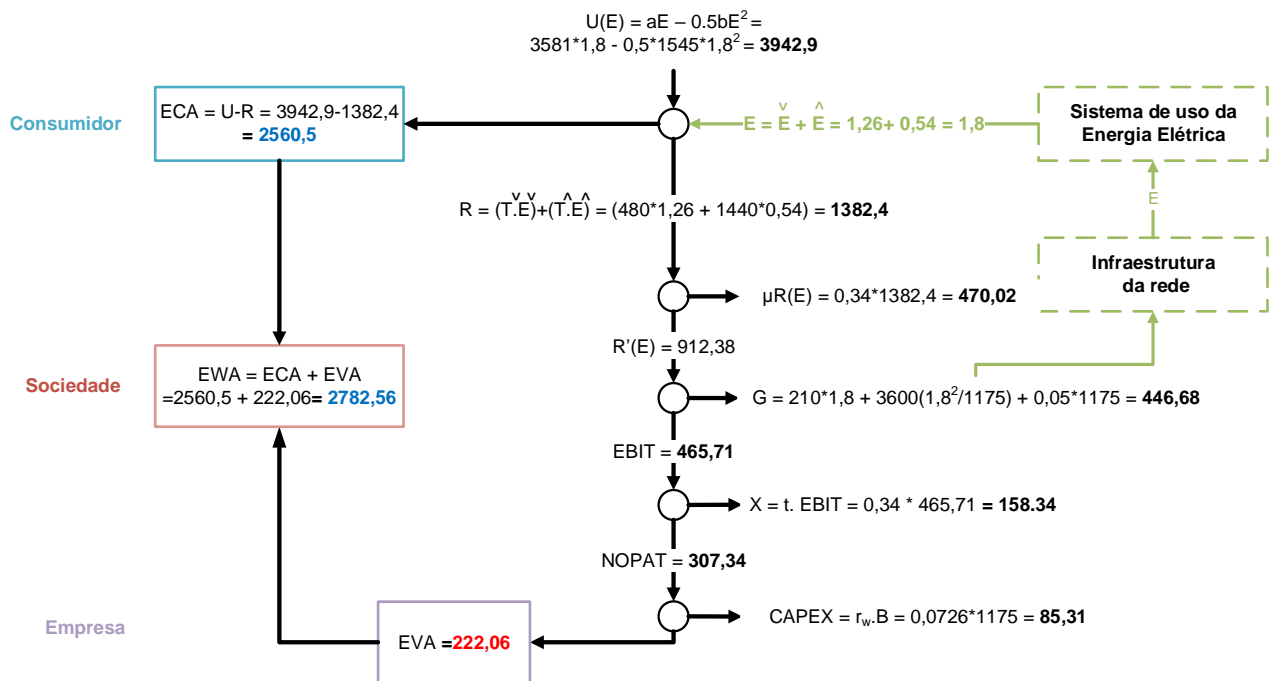 U(E) = aE – 0.5bE² =
3581*1,8 - 0,5*1545*1,8² = 3942,9
Consumidor
ECA = U-R = 3942,9-1382,4
= 2560,5
E = Ě + Ê = 1,26+ 0,54 = 1,8
Sistema de uso da
Energia Elétrica
R = (Ť.Ě)+(T̂.Ê) = (480*1,26 + 1440*0,54) = 1382,4
E
Infraestrutura
da rede
µR(E) = 0,34*1382,4 = 470,02
R’(E) = 912,38
Sociedade
EWA = ECA + EVA
=2560,5 + 222,06= 2782,56
G = 210*1,8 + 3600(1,8²/1175) + 0,05*1175 = 446,68
EBIT = 465,71
X = t. EBIT = 0,34 * 465,71 = 158.34
NOPAT = 307,34
Empresa
EVA =222,06
CAPEX = r_w.B = 0,0726*1175 = 85,31